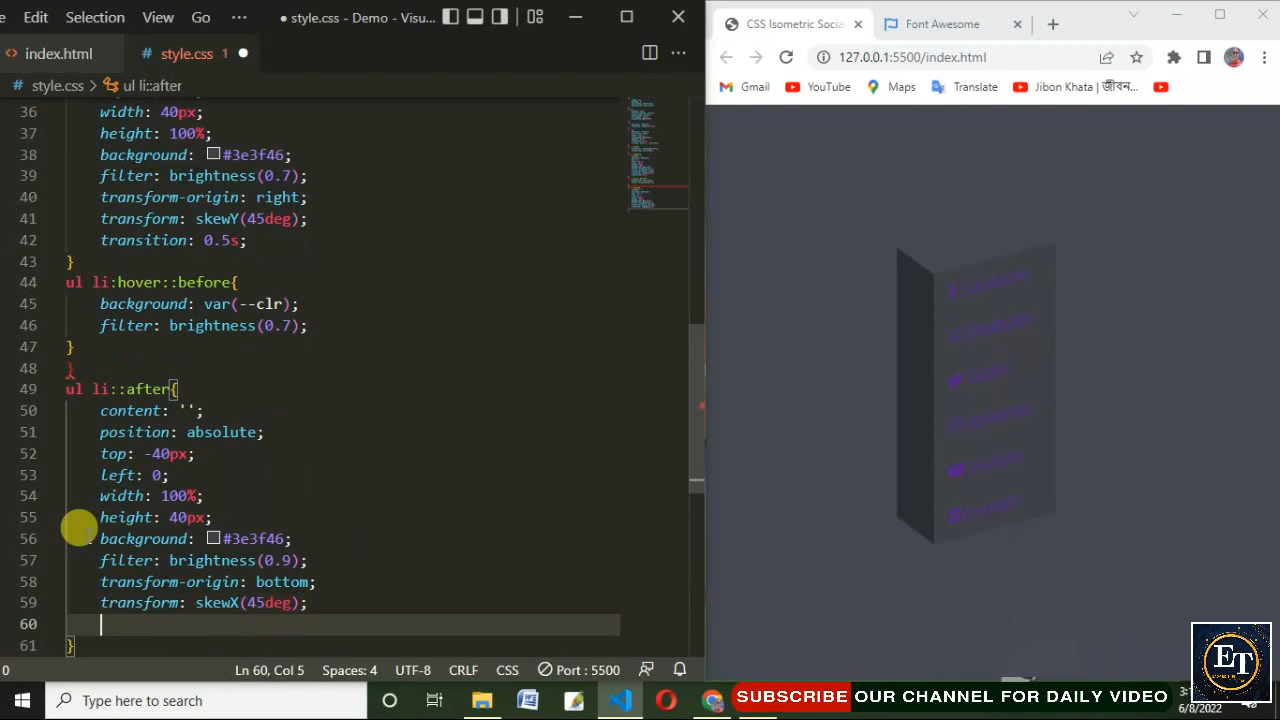 Edit Selection View Go ··· ● style.css - Demo - Visu...
index.html # style.css 1 ●
# style.css > ul li::after
36 width: 40px;
37 height: 100%;
38 background: #3e3f46;
39 filter: brightness(0.7);
40 transform-origin: right;
41 transform: skewY(45deg);
42 transition: 0.5s;
43 }
44 ul li:hover::before{
45 background: var(--clr);
46 filter: brightness(0.7);
47 }
48 }
49 ul li::after{
50 content: '';
51 position: absolute;
52 top: -40px;
53 left: 0;
54 width: 100%;
55 height: 40px;
56 background: #3e3f46;
57 filter: brightness(0.9);
58 transform-origin: bottom;
59 transform: skewX(45deg);
60
61 }
0 Ln 60, Col 5 Spaces: 4 UTF-8 CRLF CSS Port : 5500
CSS Isometric Socia Font Awesome
127.0.0.1:5500/index.html
Gmail YouTube Maps Translate Jibon Khata | জীবন...
Facebook
Whatsapp
Twitter
Instagram
Youtube
Linkedin
ET
Type here to search
SUBSCRIBE OUR CHANNEL FOR DAILY VIDEO
6/8/2022